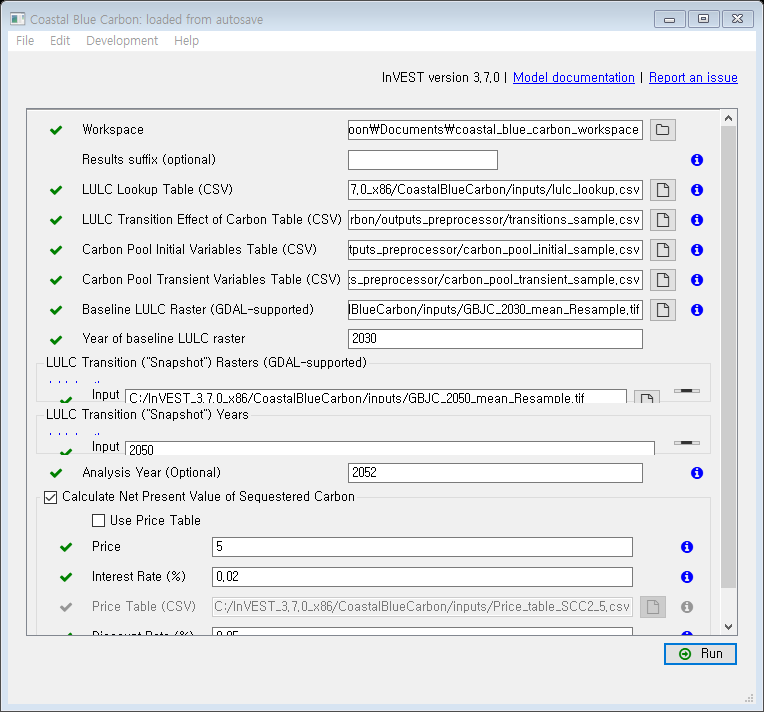 Coastal Blue Carbon: loaded from autosave
File Edit Development Help
InVEST version 3,7,0 | Model documentation | Report an issue
Workspace oon₩Documents₩coastal_blue_carbon_workspace
Results suffix (optional)
LULC Lookup Table (CSV) 7,0_x86/CoastalBlueCarbon/inputs/lulc_lookup,csv
LULC Transition Effect of Carbon Table (CSV) rbon/outputs_preprocessor/transitions_sample,csv
Carbon Pool Initial Variables Table (CSV) tputs_preprocessor/carbon_pool_initial_sample,csv
Carbon Pool Transient Variables Table (CSV) :s_preprocessor/carbon_pool_transient_sample,csv
Baseline LULC Raster (GDAL-supported) lBlueCarbon/inputs/GBJC_2030_mean_Resample,tif
Year of baseline LULC raster 2030
LULC Transition ("Snapshot") Rasters (GDAL-supported)
Input C:/InVEST_3,7,0_x86/CoastalBlueCarbon/inputs/GBJC_2050_mean_Resample,tif
LULC Transition ("Snapshot") Years
Input 2050
Analysis Year (Optional) 2052
Calculate Net Present Value of Sequestered Carbon
Use Price Table
Price 5
Interest Rate (%) 0,02
Price Table (CSV) C:/InVEST_3,7,0_x86/CoastalBlueCarbon/inputs/Price_table_SCC2_5,csv
Discount Rate (%) 0,05
Run